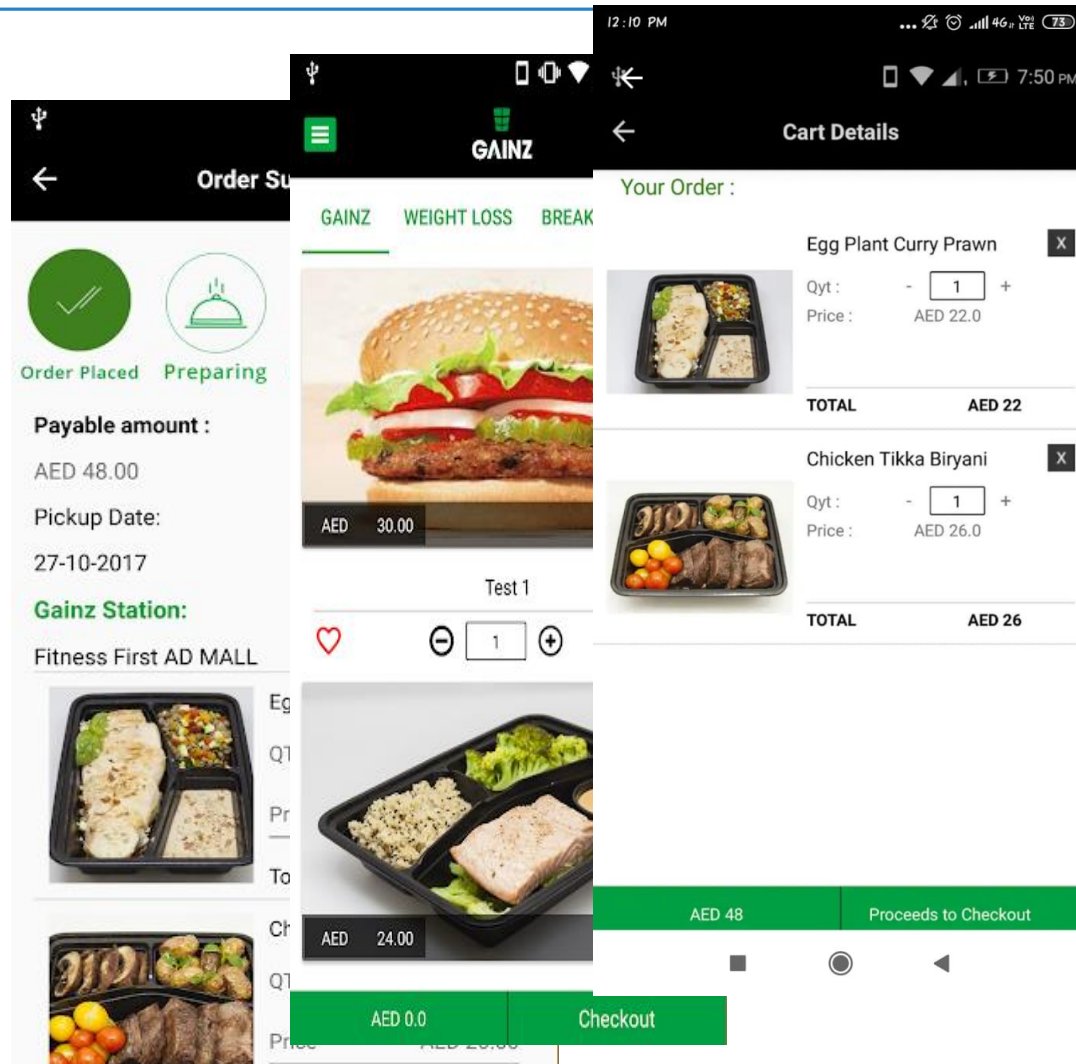 Order Su
Order Placed Preparing
Payable amount :
AED 48.00
Pickup Date:
27-10-2017
Gainz Station:
Fitness First AD MALL
Eg
QT
Pr
To
Ch
QT
GAINZ
GAINZ WEIGHT LOSS BREAK
AED 30.00
Test 1
1
AED 24.00
AED 0.0 Checkout
12:10 PM ... 4G Vo) LTE 73
7:50 PM
Cart Details
Your Order :
Egg Plant Curry Prawn X
Qyt : - 1 +
Price : AED 22.0
TOTAL AED 22
Chicken Tikka Biryani X
Qyt : - 1 +
Price : AED 26.0
TOTAL AED 26
AED 48 Proceeds to Checkout